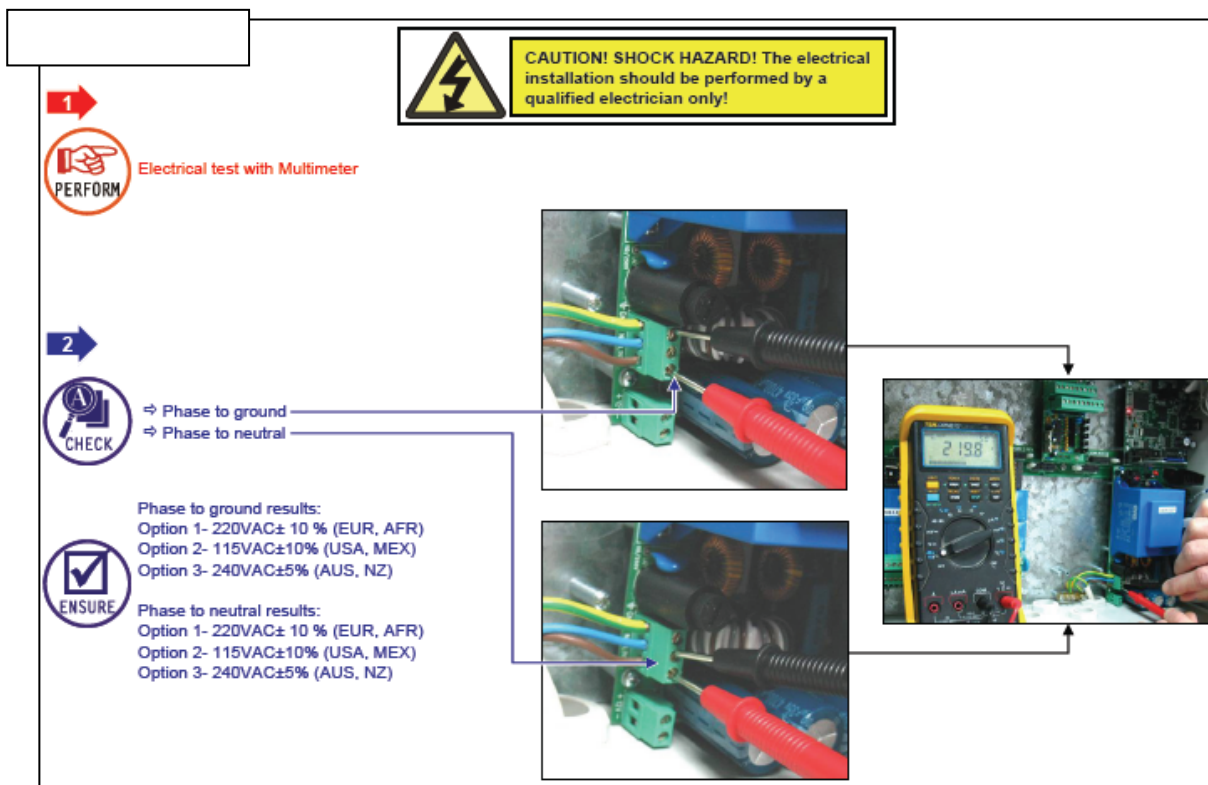 CAUTION! SHOCK HAZARD! The electrical
installation should be performed by a
qualified electrician only!
1
PERFORM
Electrical test with Multimeter
2
A
CHECK
⇨ Phase to ground
⇨ Phase to neutral
ENSURE
Phase to ground results:
Option 1- 220VAC± 10 % (EUR, AFR)
Option 2- 115VAC±10% (USA, MEX)
Option 3- 240VAC±5% (AUS, NZ)
Phase to neutral results:
Option 1- 220VAC± 10 % (EUR, AFR)
Option 2- 115VAC±10% (USA, MEX)
Option 3- 240VAC±5% (AUS, NZ)
219.8